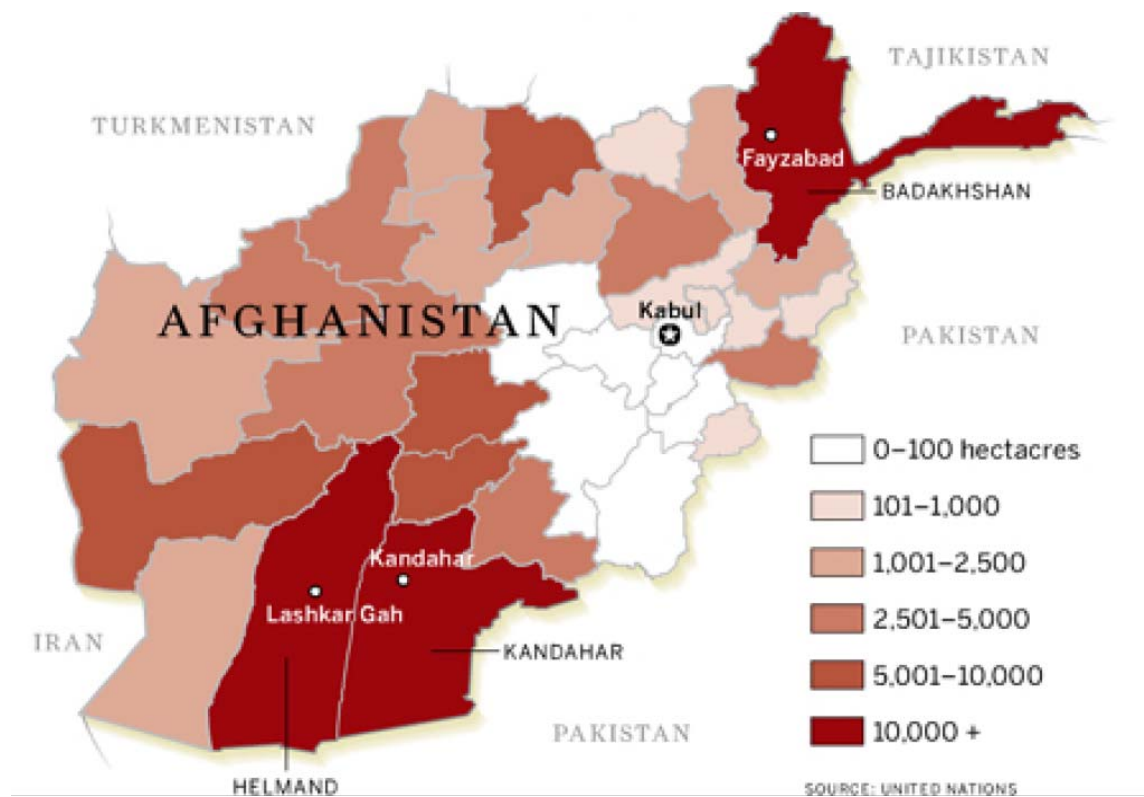 TAJIKISTAN
TURKMENISTAN
Fayzabad
BADAKHSHAN
AFGHANISTAN
Kabul
PAKISTAN
0–100 hectacres
101–1,000
1,001–2,500
2,501–5,000
5,001–10,000
10,000 +
Kandahar
Lashkar Gah
IRAN
KANDAHAR
PAKISTAN
HELMAND
SOURCE: UNITED NATIONS